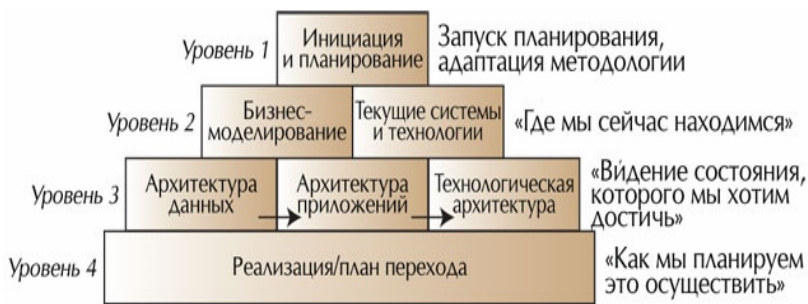 Уровень 1
Инициация
и планирование
Запуск планирования,
адаптация методологии
Уровень 2
Бизнес-
моделирование
Текущие системы
и технологии
«Где мы сейчас находимся»
Уровень 3
Архитектура
данных
Архитектура
приложений
Технологическая
архитектура
«Ви́дение состояния,
которого мы хотим
достичь»
Уровень 4
Реализация/план перехода
«Как мы планируем
это осуществить»